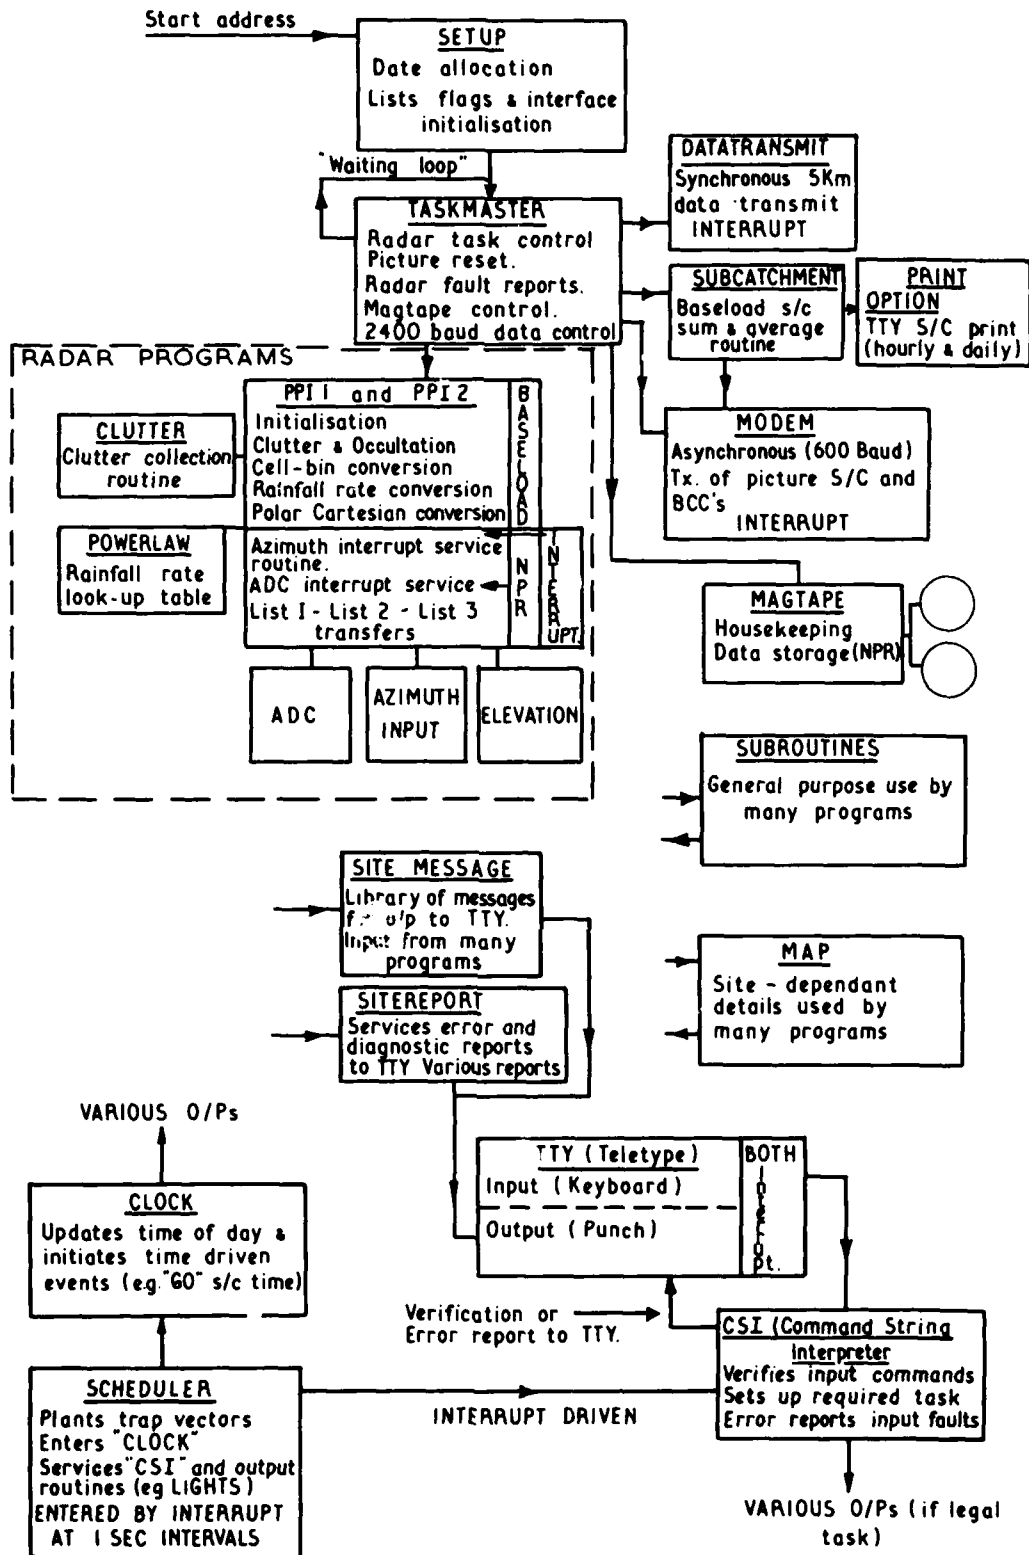 Start address
SETUP
Date allocation
Lists flags & interface
initialisation
"Waiting loop"
TASKMASTER
Radar task control
Picture reset.
Radar fault reports.
Magtape control.
2400 baud data control
DATATRANSMIT
Synchronous 5Km
data transmit
INTERRUPT
SUBCATCHMENT
Baseload s/c
sum & average
routine
PRINT
OPTION
TTY S/C print
(hourly & daily)
MODEM
Asynchronous (600 Baud)
Tx. of picture S/C and
BCC's
INTERRUPT
RADAR PROGRAMS
PPI 1 and PPI 2
Initialisation
Clutter & Occultation
Cell-bin conversion
Rainfall rate conversion
Polar Cartesian conversion
BASELOAD
CLUTTER
Clutter collection
routine
POWERLAW
Rainfall rate
look-up table
Azimuth interrupt service
routine.
ADC interrupt service
List 1 - List 2 - List 3
transfers
NPR
INTERRUPT.
ADC
AZIMUTH
INPUT
ELEVATION
MAGTAPE
Housekeeping
Data storage (NPR)
SUBROUTINES
General purpose use by
many programs
SITE MESSAGE
Library of messages
o/p to TTY.
Input from many
programs
SITEREPORT
Services error and
diagnostic reports
to TTY Various reports
MAP
Site - dependant
details used by
many programs
VARIOUS O/Ps
CLOCK
Updates time of day &
initiates time driven
events (e.g. "GO" s/c time)
TTY (Teletype)
Input (Keyboard)
Output (Punch)
BOTH
Interrupt.
Verification or
Error report to TTY.
CSI (Command String
Interpreter
Verifies input commands
Sets up required task
Error reports input faults
SCHEDULER
Plants trap vectors
Enters "CLOCK"
Services "CSI" and output
routines (eg LIGHTS)
ENTERED BY INTERRUPT
AT 1 SEC INTERVALS
INTERRUPT DRIVEN
VARIOUS O/Ps (if legal
task)